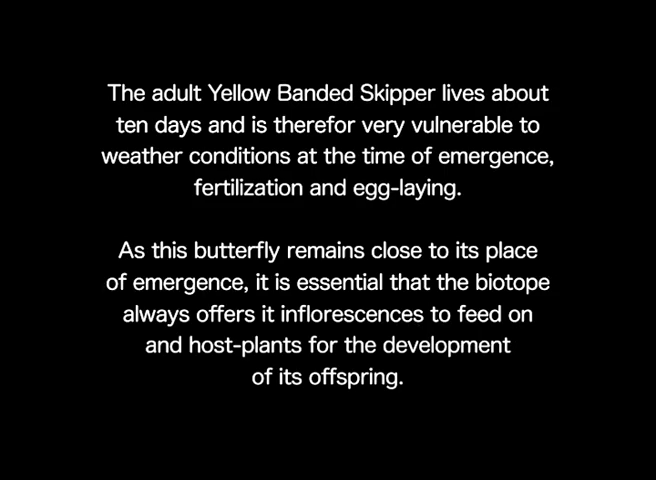 The adult Yellow Banded Skipper lives about
ten days and is therefor very vulnerable to
weather conditions at the time of emergence,
fertilization and egg-laying.
As this butterfly remains close to its place
of emergence, it is essential that the biotope
always offers it inflorescences to feed on
and host-plants for the development
of its offspring.